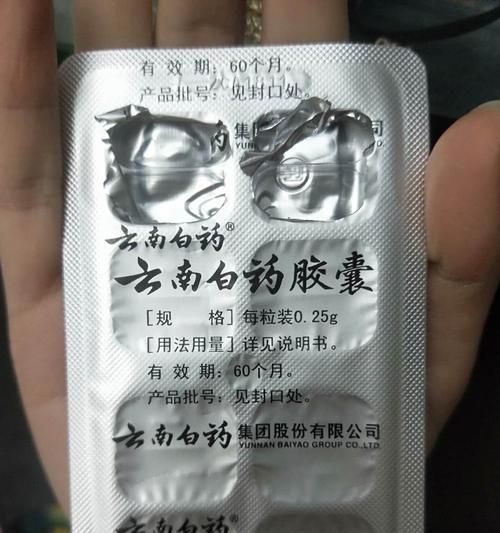 有 效 期：60个月。
产品批号：见封口处。
药 集团 公司
YUNN CO.,LTD.
云南白药®
云南白药胶囊
[规 格] 每粒装0.25g
[用法用量] 详见说明书。
有 效 期：60个月。
产品批号：见封口处。
云南白药 集团股份有限公司
YUNNAN BAIYAO GROUP CO.,LTD.
云南白药®